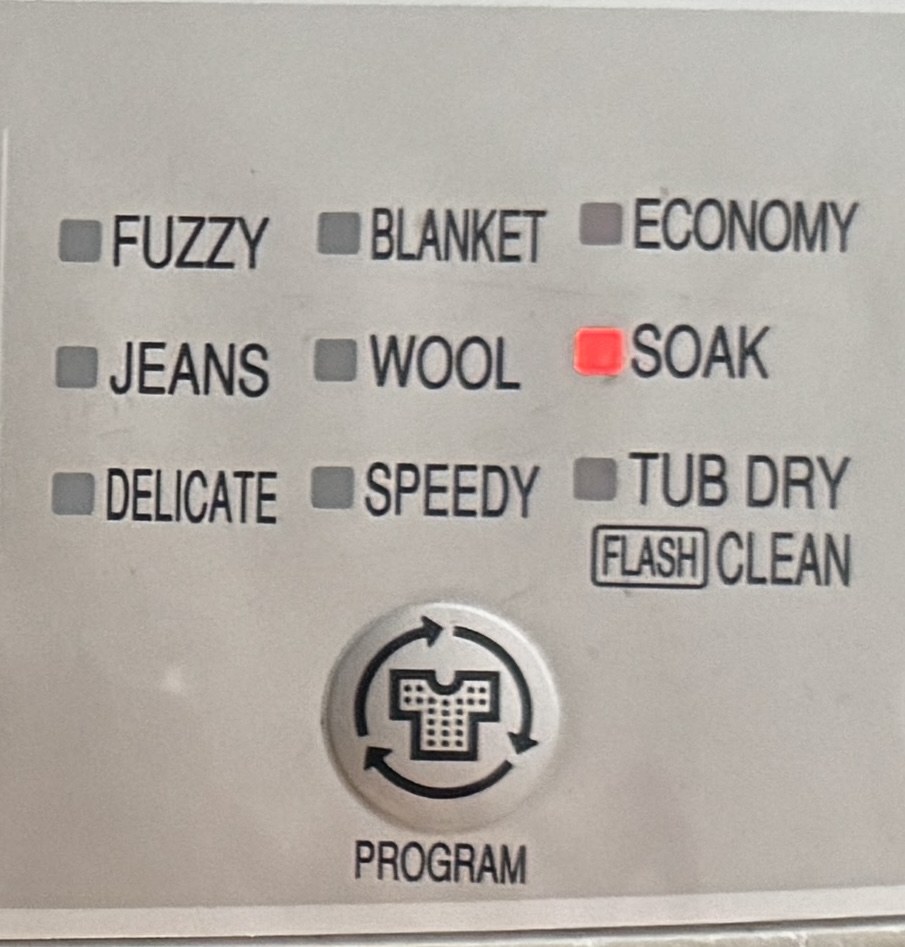 FUZZY BLANKET ECONOMY
JEANS WOOL SOAK
DELICATE SPEEDY TUB DRY
FLASH CLEAN
PROGRAM